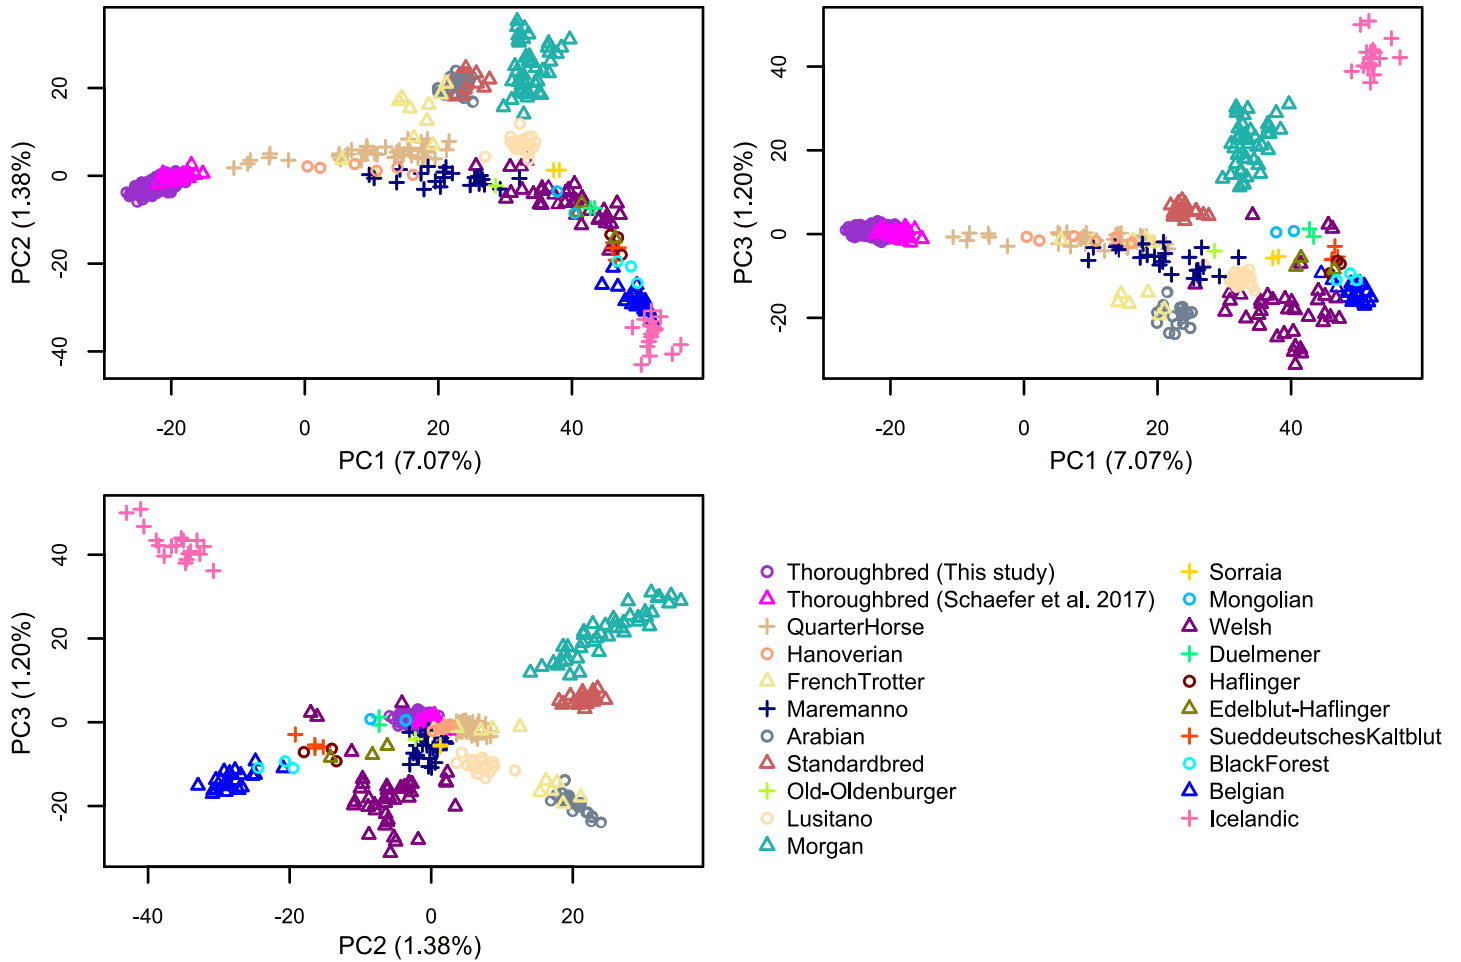 PC2 (1.38%)
20
0
-20
-40
-20
0
20
40
PC1 (7.07%)
PC3 (1.20%)
40
20
0
-20
-20
0
20
40
PC1 (7.07%)
PC3 (1.20%)
40
20
0
-20
-40
-20
0
20
PC2 (1.38%)
Thoroughbred (This study)
Thoroughbred (Schaefer et al. 2017)
QuarterHorse
Hanoverian
FrenchTrotter
Maremanno
Arabian
Standardbred
Old-Oldenburger
Lusitano
Morgan
Sorraia
Mongolian
Welsh
Duelmener
Haflinger
Edelblut-Haflinger
SueddeutschesKaltblut
BlackForest
Belgian
Icelandic